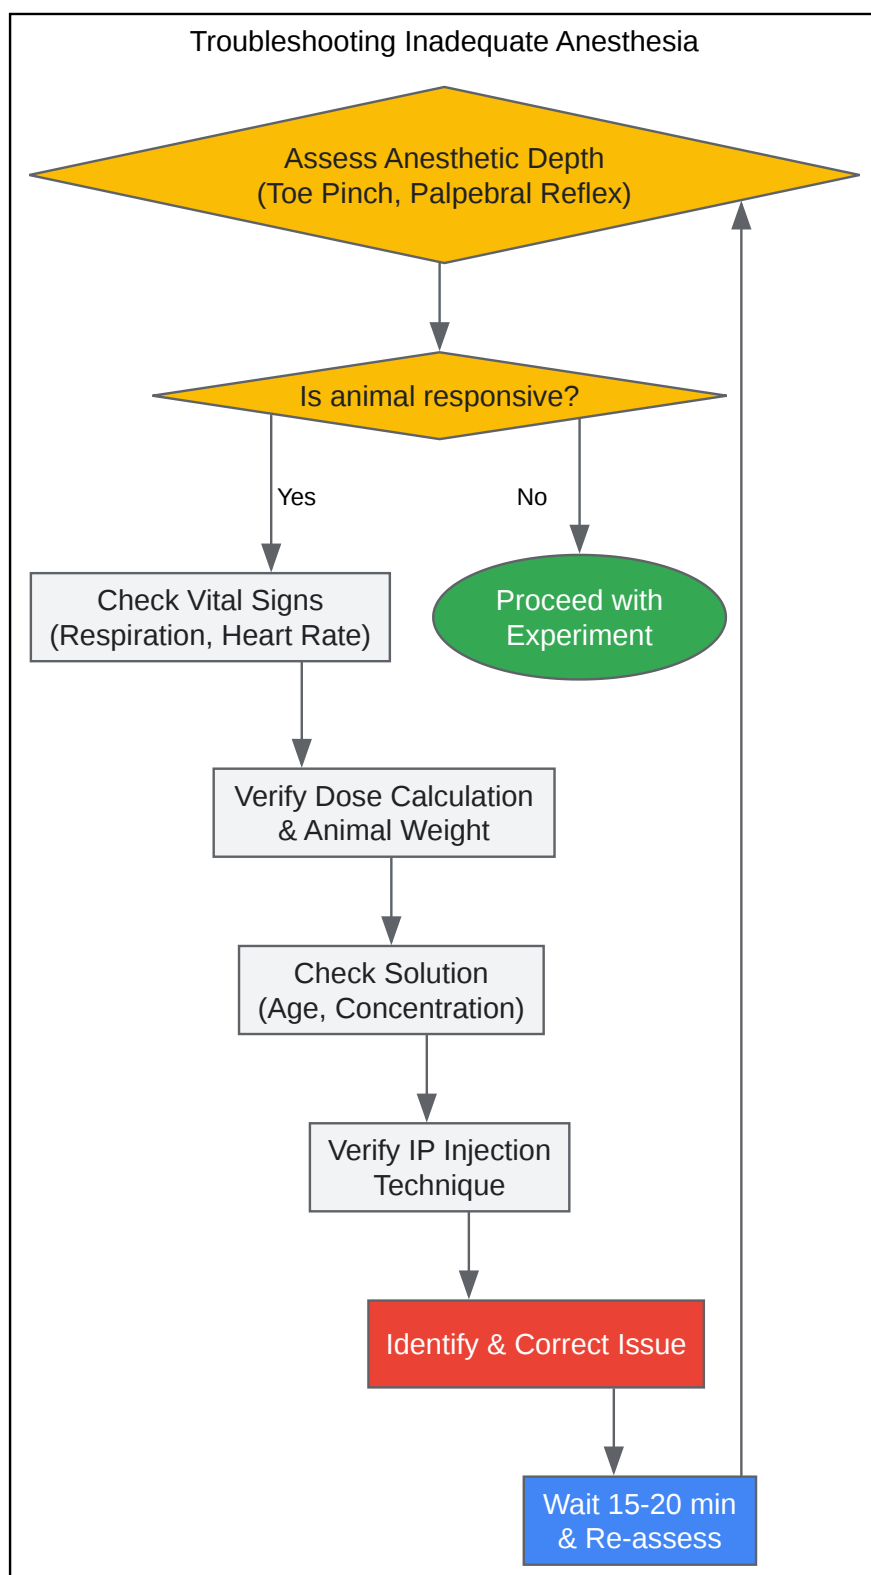 Troubleshooting Inadequate Anesthesia
Assess Anesthetic Depth
(Toe Pinch, Palpebral Reflex)
Is animal responsive?
Yes
No
Check Vital Signs
(Respiration, Heart Rate)
Proceed with
Experiment
Verify Dose Calculation
& Animal Weight
Check Solution
(Age, Concentration)
Verify IP Injection
Technique
Identify & Correct Issue
Wait 15-20 min
& Re-assess